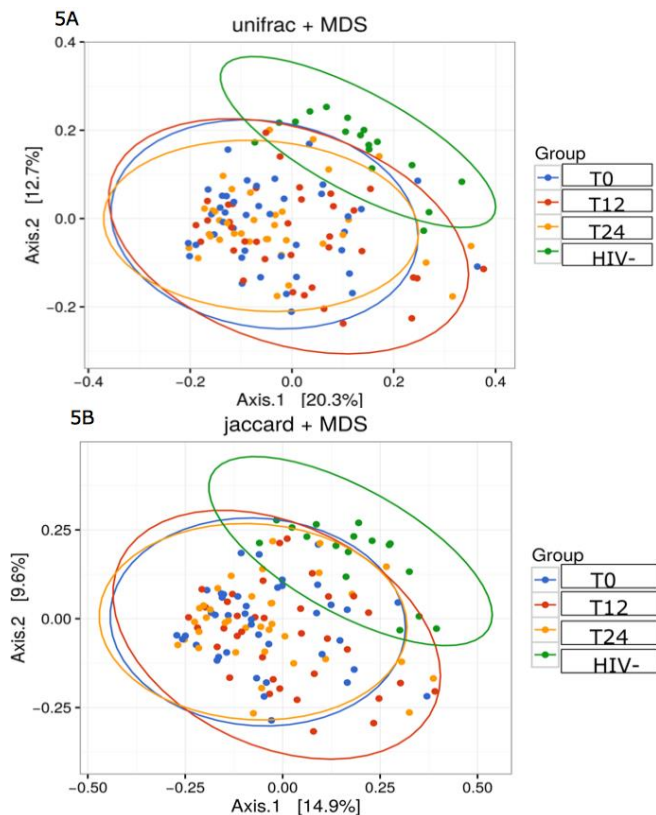 5A
unifrac + MDS
0.4
0.2
0.0
−0.2
Axis.2 [12.7%]
−0.4
−0.2
0.0
0.2
0.4
Axis.1 [20.3%]
Group
T0
T12
T24
HIV-
5B
jaccard + MDS
0.25
0.00
−0.25
Axis.2 [9.6%]
−0.50
−0.25
0.00
0.25
0.50
Axis.1 [14.9%]
Group
T0
T12
T24
HIV-